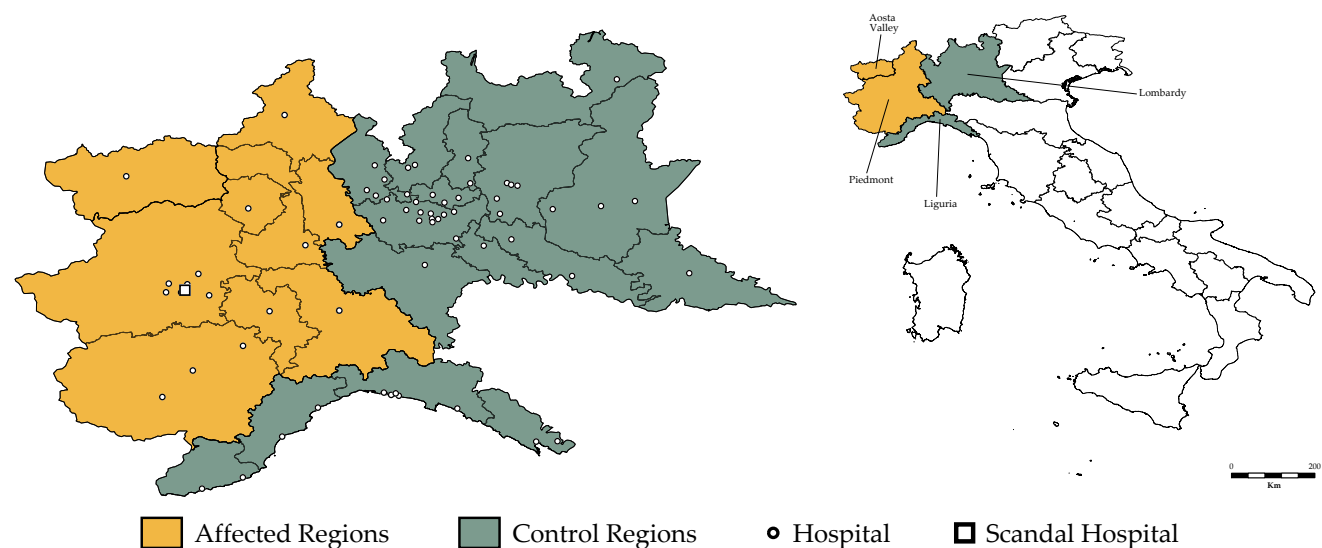 Aosta
Valley
Lombardy
Piedmont
Liguria
0 200
Km
Affected Regions Control Regions Hospital Scandal Hospital